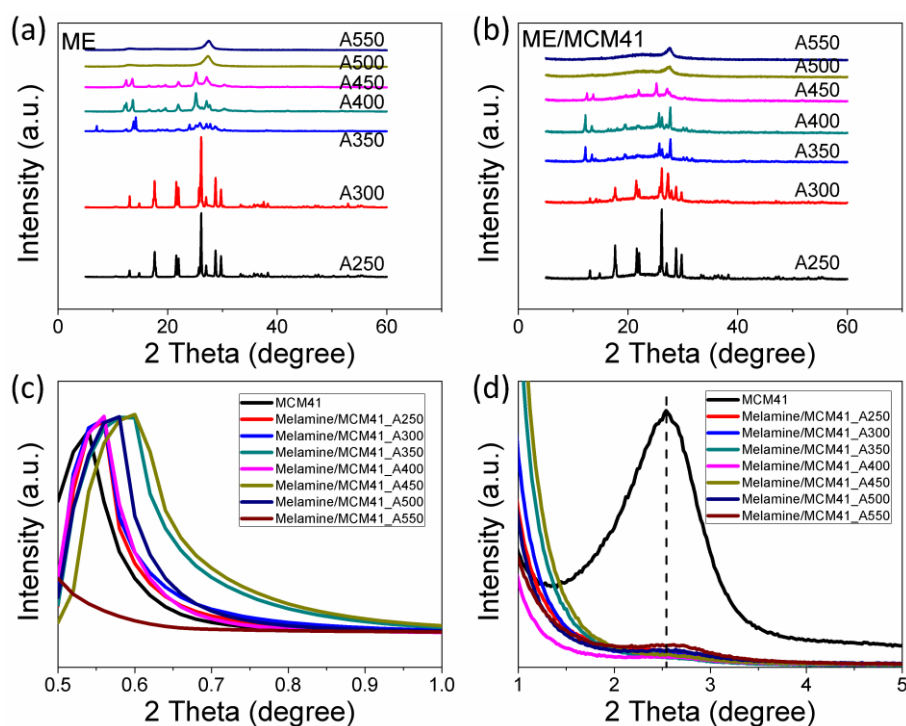 (a)
ME
A550
A500
A450
A400
A350
A300
A250
Intensity (a.u.)
0 20 40 60
2 Theta (degree)
(b)
ME/MCM41
A550
A500
A450
A400
A350
A300
A250
Intensity (a.u.)
0 20 40 60
2 Theta (degree)
(c)
MCM41
Melamine/MCM41_A250
Melamine/MCM41_A300
Melamine/MCM41_A350
Melamine/MCM41_A400
Melamine/MCM41_A450
Melamine/MCM41_A500
Melamine/MCM41_A550
Intensity (a.u.)
0.5 0.6 0.7 0.8 0.9 1.0
2 Theta (degree)
(d)
MCM41
Melamine/MCM41_A250
Melamine/MCM41_A300
Melamine/MCM41_A350
Melamine/MCM41_A400
Melamine/MCM41_A450
Melamine/MCM41_A500
Melamine/MCM41_A550
Intensity (a.u.)
1 2 3 4 5
2 Theta (degree)